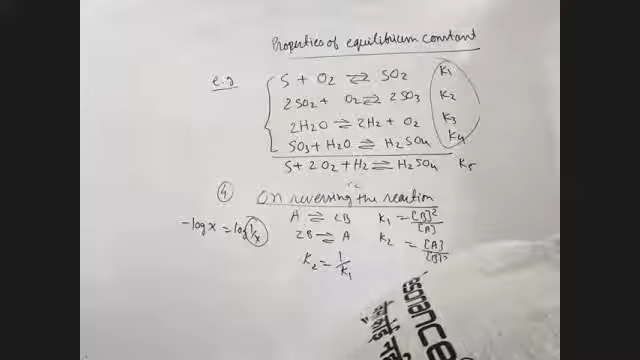 Properties of equilibrium constant
e.g
S + O₂ ⇌ SO₂ K₁
2SO₂ + O₂ ⇌ 2SO₃ K₂
2H₂O ⇌ 2H₂ + O₂ K₃
SO₃ + H₂O ⇌ H₂SO₄ K₄
S + 2O₂ + H₂ ⇌ H₂SO₄ K₅
④ On reversing the reaction
A ⇌ 2B K₁ = [B]²/[A]
-log x = log 1/x
2B ⇌ A K₂ = [A]/[B]²
K₂ = 1/K₁
esonance